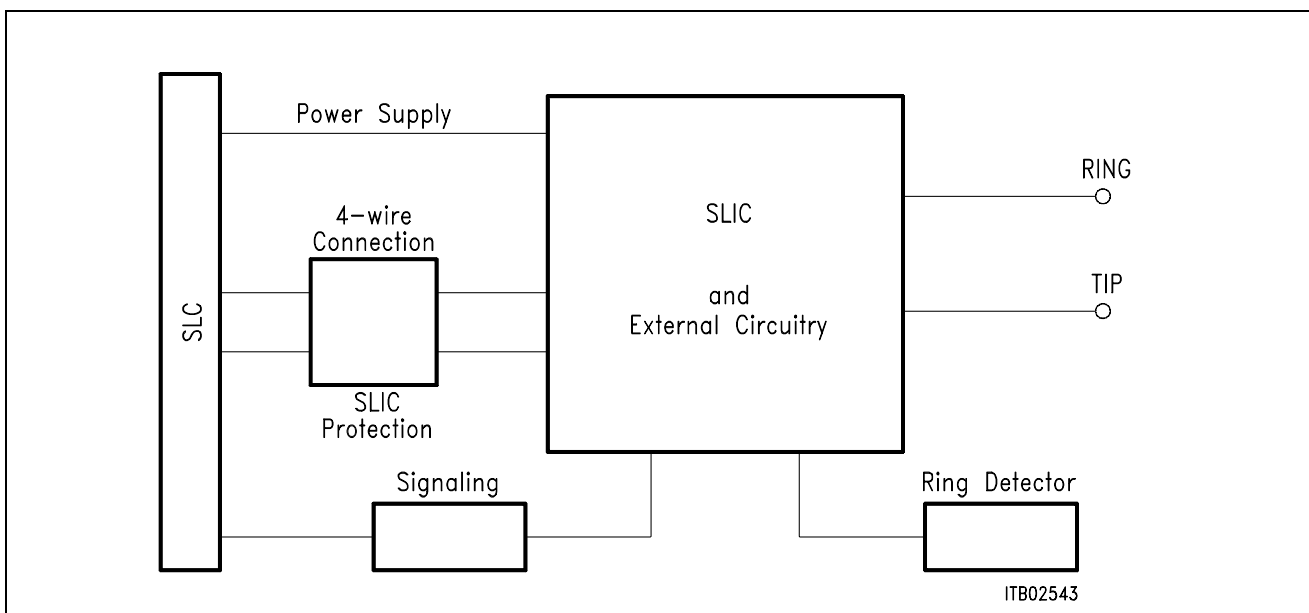 Power Supply
4-wire
Connection
SLC
SLIC
Protection
Signaling
SLIC
and
External Circuitry
RING
TIP
Ring Detector
ITB02543